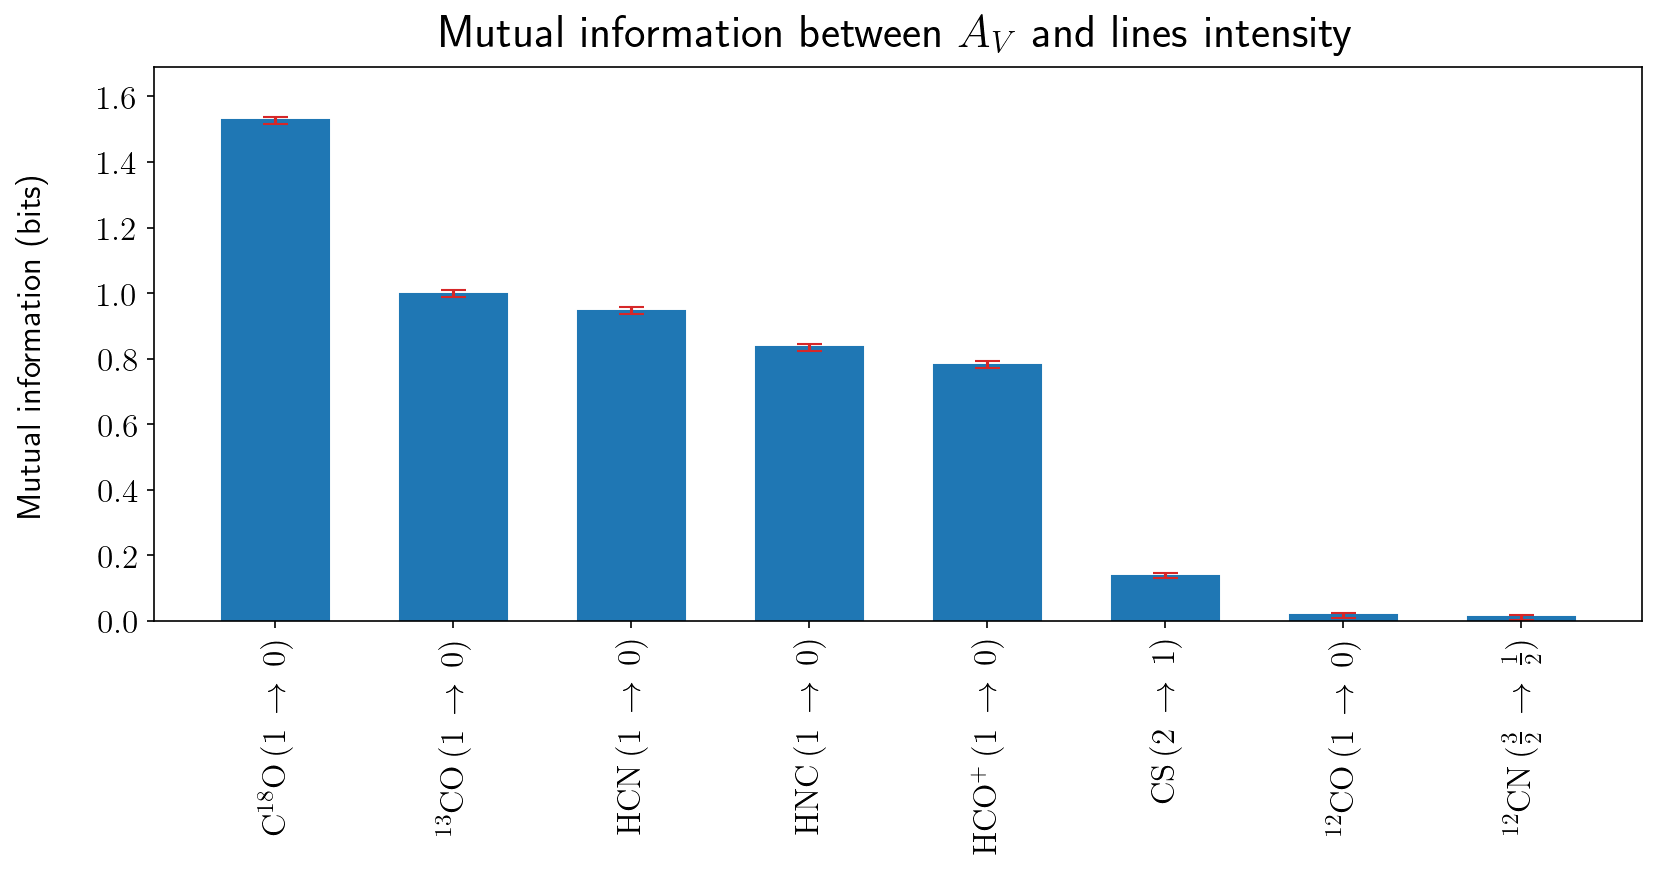 Mutual information between A_V and lines intensity
Mutual information (bits)
1.6
1.4
1.2
1.0
0.8
0.6
0.4
0.2
0.0
C¹⁸O (1 → 0)
¹³CO (1 → 0)
HCN (1 → 0)
HNC (1 → 0)
HCO⁺ (1 → 0)
CS (2 → 1)
¹²CO (1 → 0)
¹²CN (3/2 → 1/2)